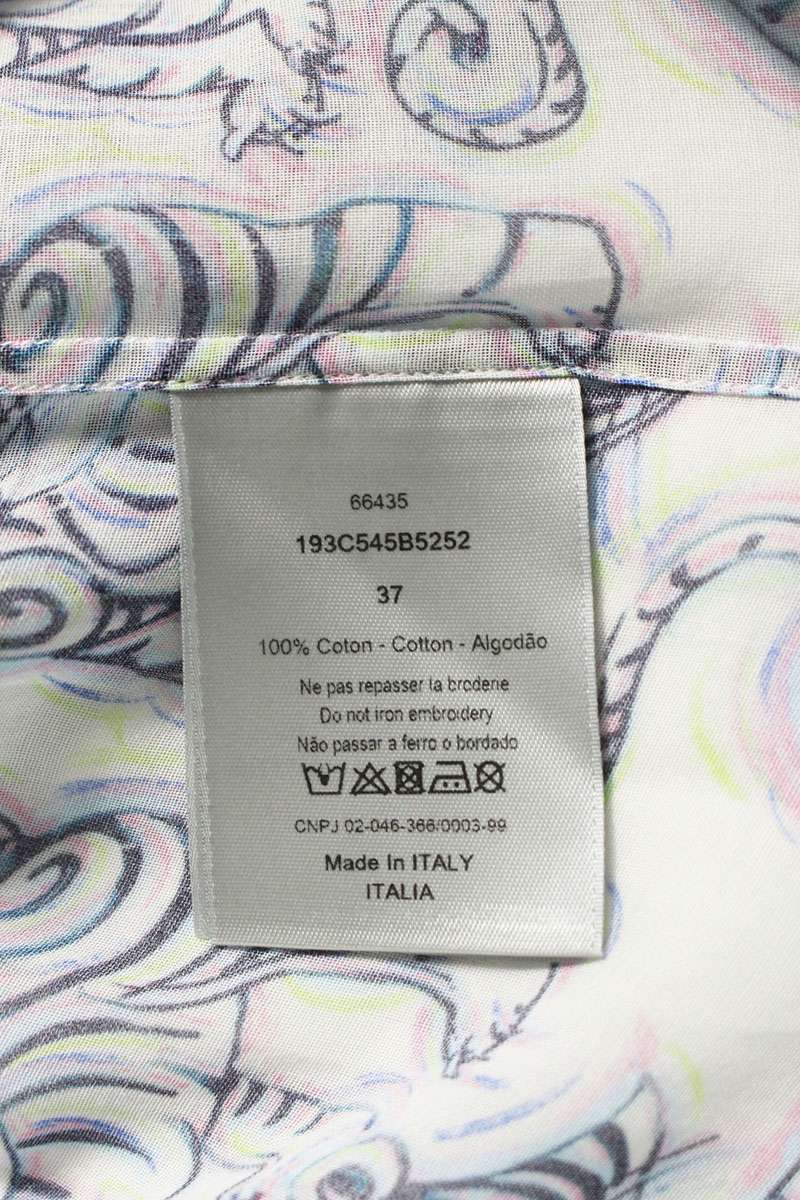 66435
193C545B5252
37
100% Coton - Cotton - Algodão
Ne pas repasser la broderie
Do not iron embroidery
Não passar a ferro o bordado
CNPJ 02-046-366/0003-99
Made In ITALY
ITALIA